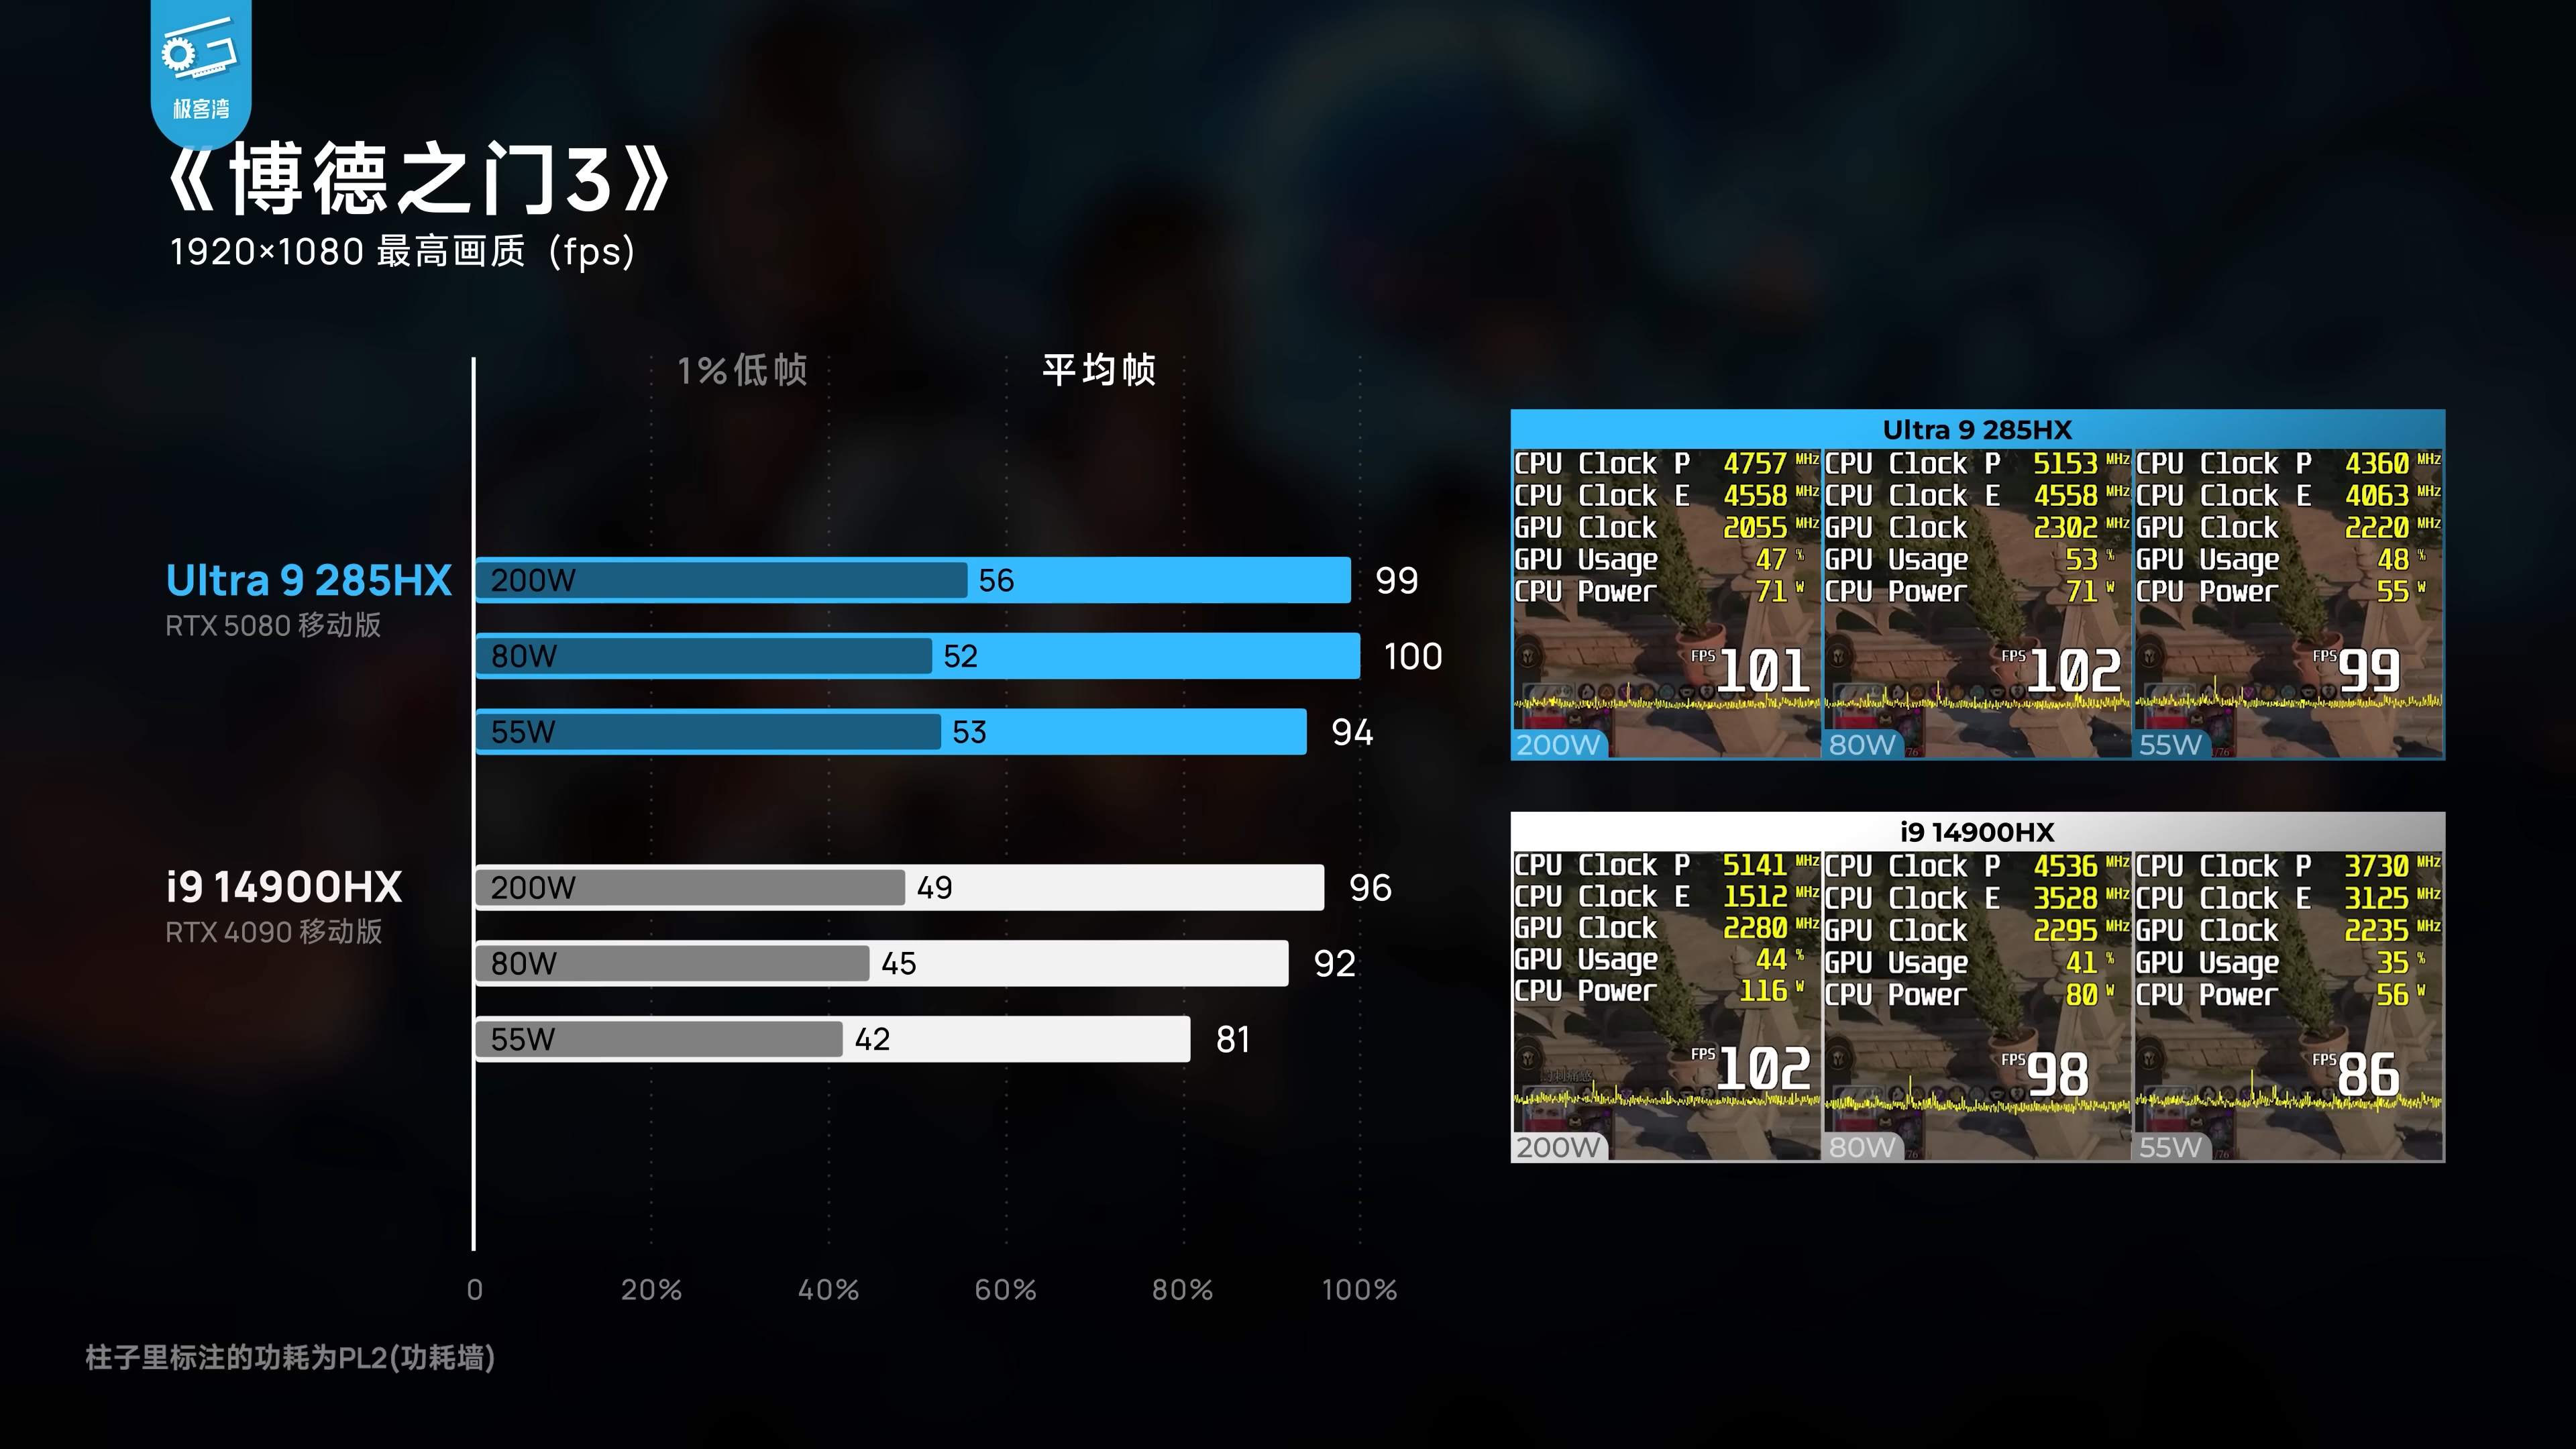 极客湾
《博德之门3》
1920×1080 最高画质 (fps)
1%低帧 平均帧
Ultra 9 285HX
RTX 5080 移动版
200W 56 99
80W 52 100
55W 53 94
i9 14900HX
RTX 4090 移动版
200W 49 96
80W 45 92
55W 42 81
0 20% 40% 60% 80% 100%
柱子里标注的功耗为PL2(功耗墙)
Ultra 9 285HX
CPU Clock P 4757 MHz CPU Clock P 5153 MHz CPU Clock P 4360 MHz
CPU Clock E 4558 MHz CPU Clock E 4558 MHz CPU Clock E 4063 MHz
GPU Clock 2055 MHz GPU Clock 2302 MHz GPU Clock 2220 MHz
GPU Usage 47 % GPU Usage 53 % GPU Usage 48 %
CPU Power 71 W CPU Power 71 W CPU Power 55 W
FPS 101 FPS 102 FPS 99
200W 80W 55W
i9 14900HX
CPU Clock P 5141 MHz CPU Clock P 4536 MHz CPU Clock P 3730 MHz
CPU Clock E 1512 MHz CPU Clock E 3528 MHz CPU Clock E 3125 MHz
GPU Clock 2280 MHz GPU Clock 2295 MHz GPU Clock 2235 MHz
GPU Usage 44 % GPU Usage 41 % GPU Usage 35 %
CPU Power 116 W CPU Power 80 W CPU Power 56 W
FPS 102 FPS 98 FPS 86
200W 80W 55W